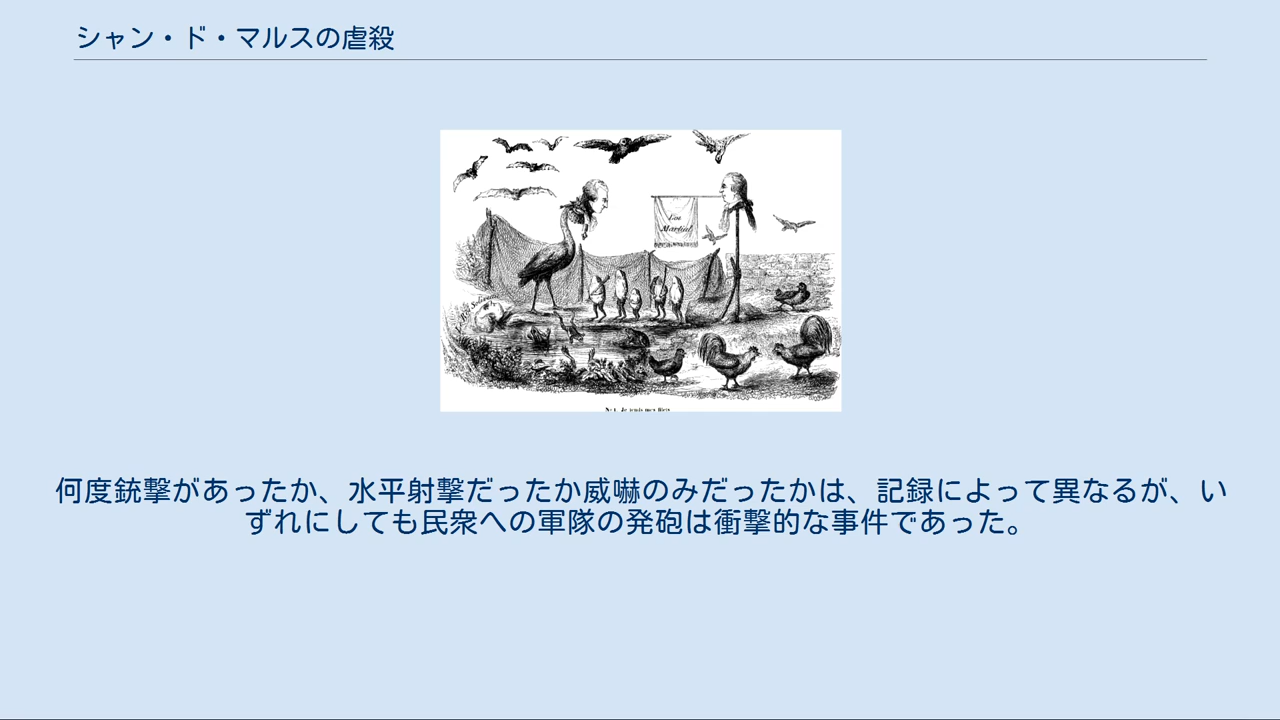 シャン・ド・マルスの虐殺
Loi
Martial
何度銃撃があったか、水平射撃だったか威嚇のみだったかは、記録によって異なるが、い
ずれにしても民衆への軍隊の発砲は衝撃的な事件であった。